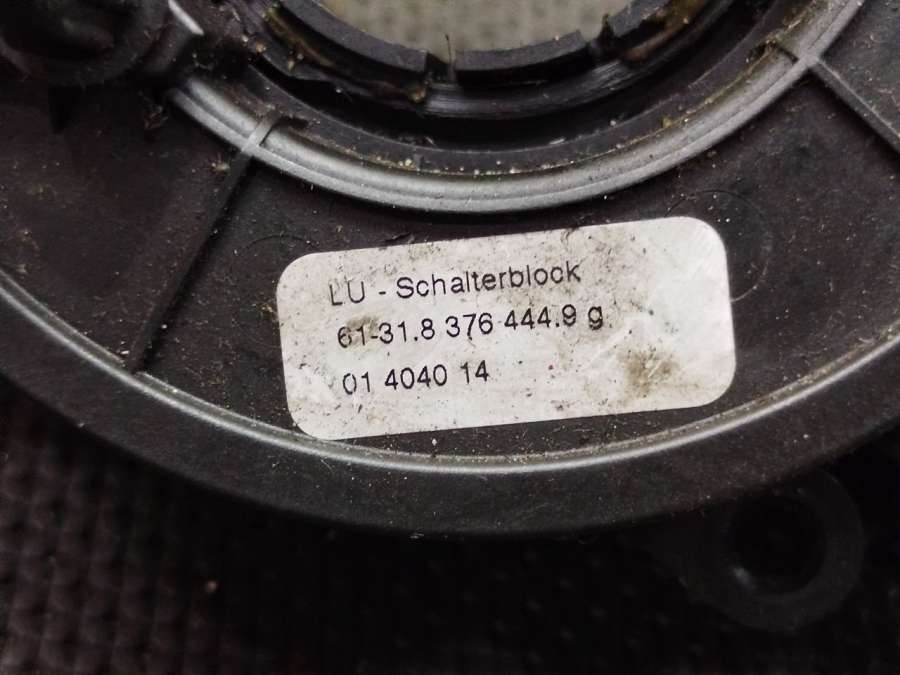 LU - Schalterblock
61-31.8 376 444.9 g
01 4040 14